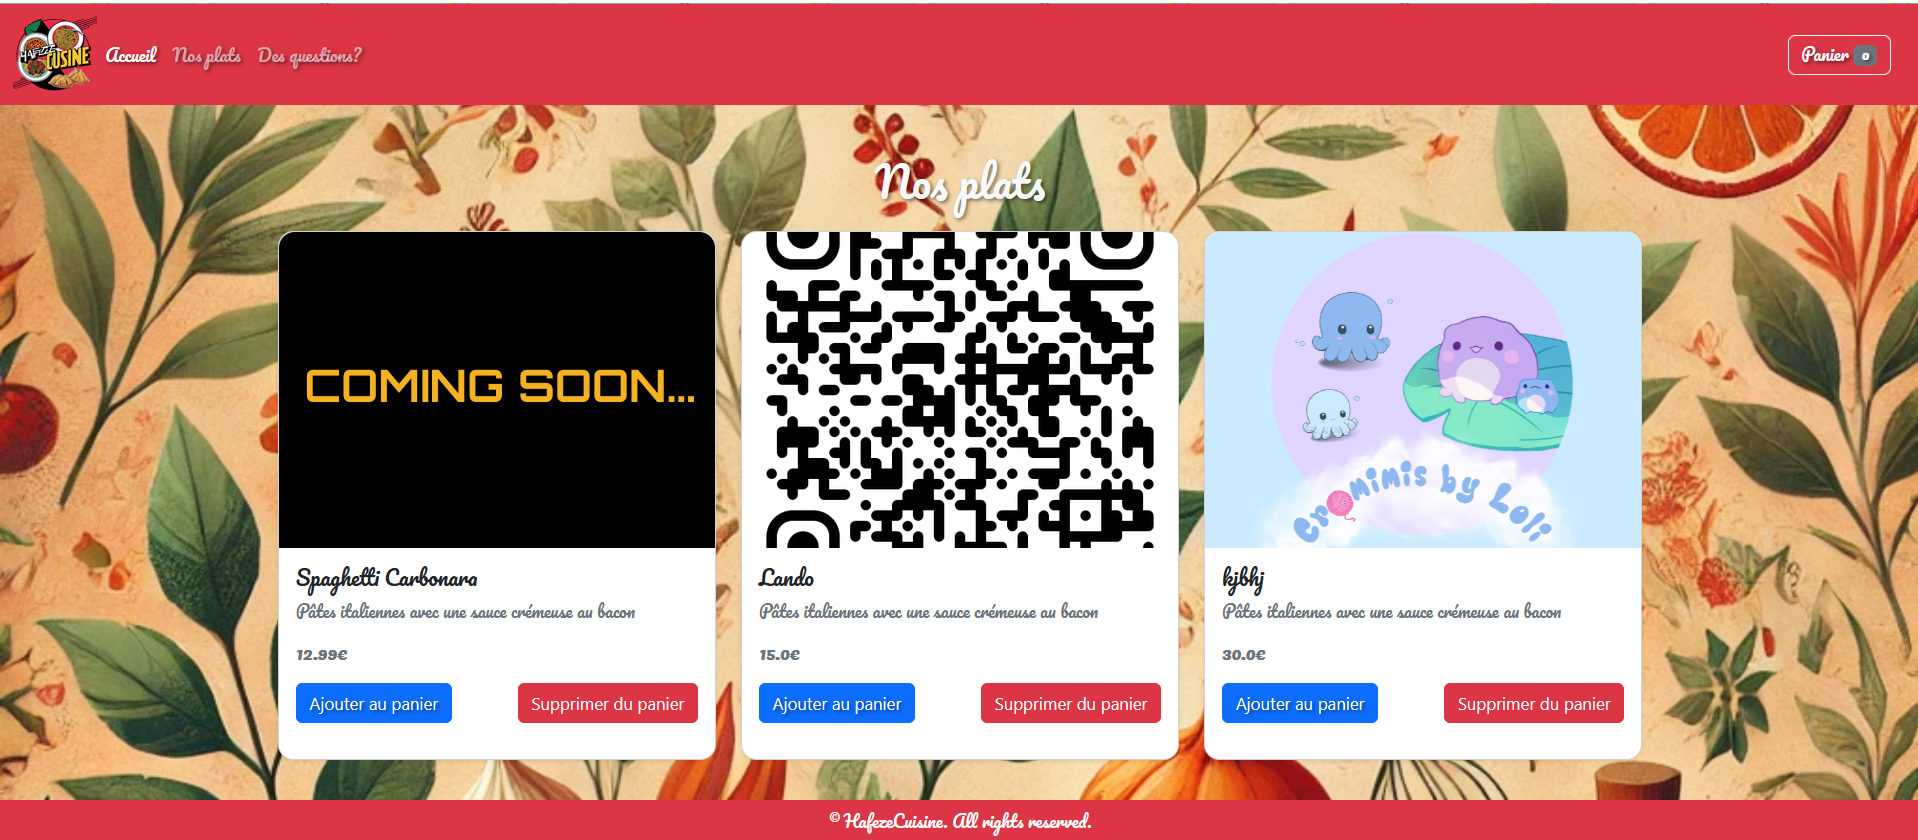 HAFEZE
CUSINE
Accueil Nos plats Des questions? Panier 0
Nos plats
COMING SOON...
Cromimis by Loli
Spaghetti Carbonara
Pâtes italiennes avec une sauce crémeuse au bacon
12.99€
Ajouter au panier Supprimer du panier
Lando
Pâtes italiennes avec une sauce crémeuse au bacon
15.0€
Ajouter au panier Supprimer du panier
kjbhj
Pâtes italiennes avec une sauce crémeuse au bacon
30.0€
Ajouter au panier Supprimer du panier
© HafezeCuisine. All rights reserved.